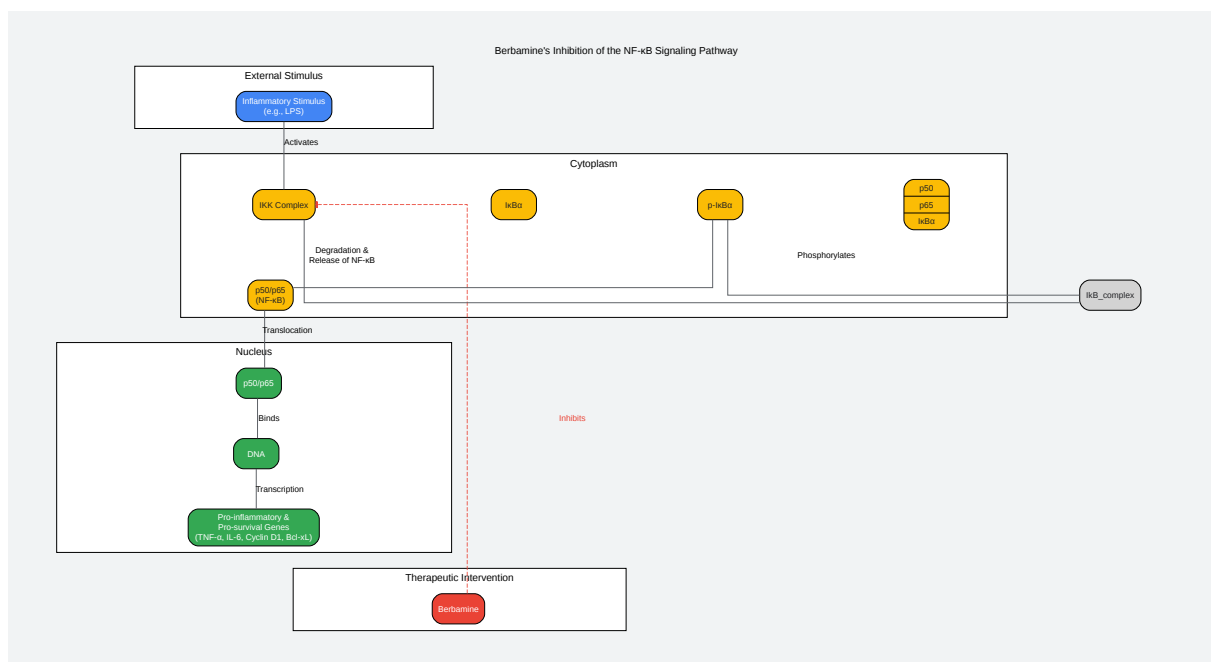 Berbamine's Inhibition of the NF-κB Signaling Pathway
External Stimulus
Inflammatory Stimulus
(e.g., LPS)
Activates
Cytoplasm
IKK Complex
IκBα
p-IκBα
p50
p65
IκBα
Degradation &
Release of NF-κB
Phosphorylates
p50/p65
(NF-κB)
IkB_complex
Translocation
Nucleus
p50/p65
Binds
Inhibits
DNA
Transcription
Pro-inflammatory &
Pro-survival Genes
(TNF-α, IL-6, Cyclin D1, Bcl-xL)
Therapeutic Intervention
Berbamine